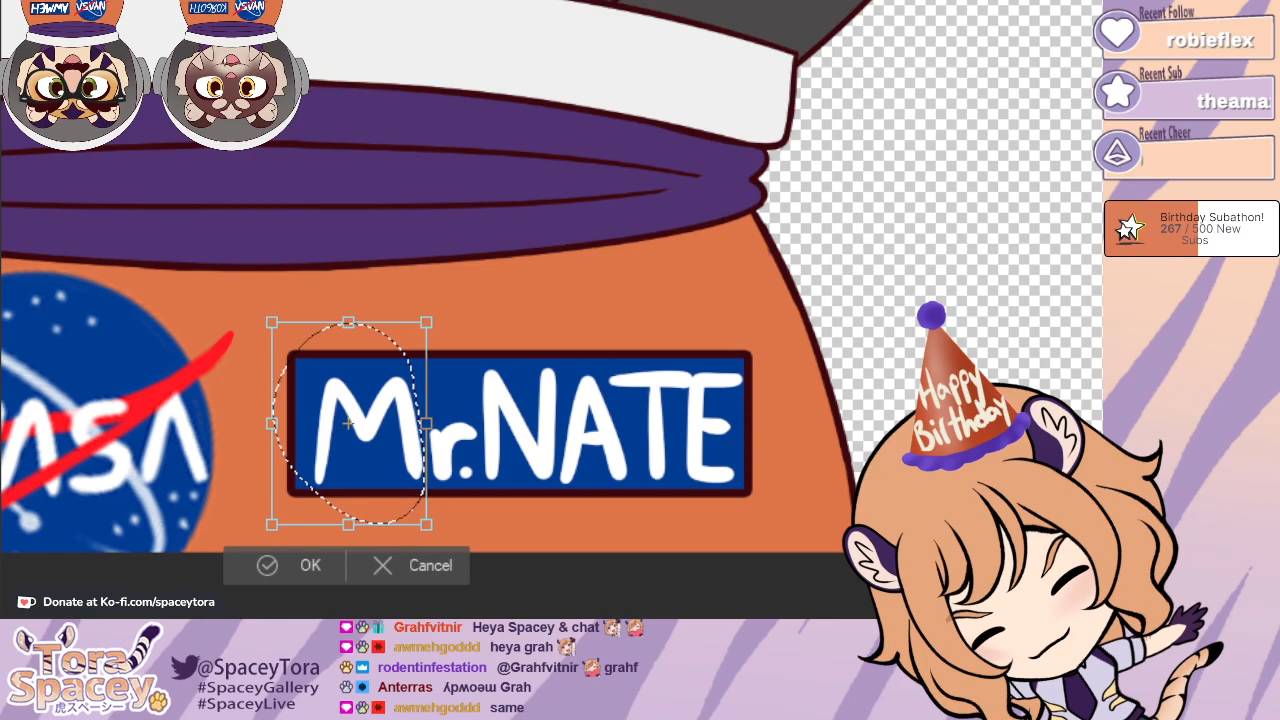 Recent Follow
robieflex
Recent Sub
theama
Recent Cheer
Birthday Subathon!
267 / 500 New
Subs
NASA
Mr.NATE
Happy
Birthday
OK
Cancel
Donate at Ko-fi.com/spaceytora
Tora
Spacey
虎スペーシー
@SpaceyTora
#SpaceyGallery
#SpaceyLive
Grahfvitnir Heya Spacey & chat
awmehgoddd heya grah
rodentinfestation @Grahfvitnir grahf
Anterras ʎpʍoǝɯ Grah
awmehgoddd same